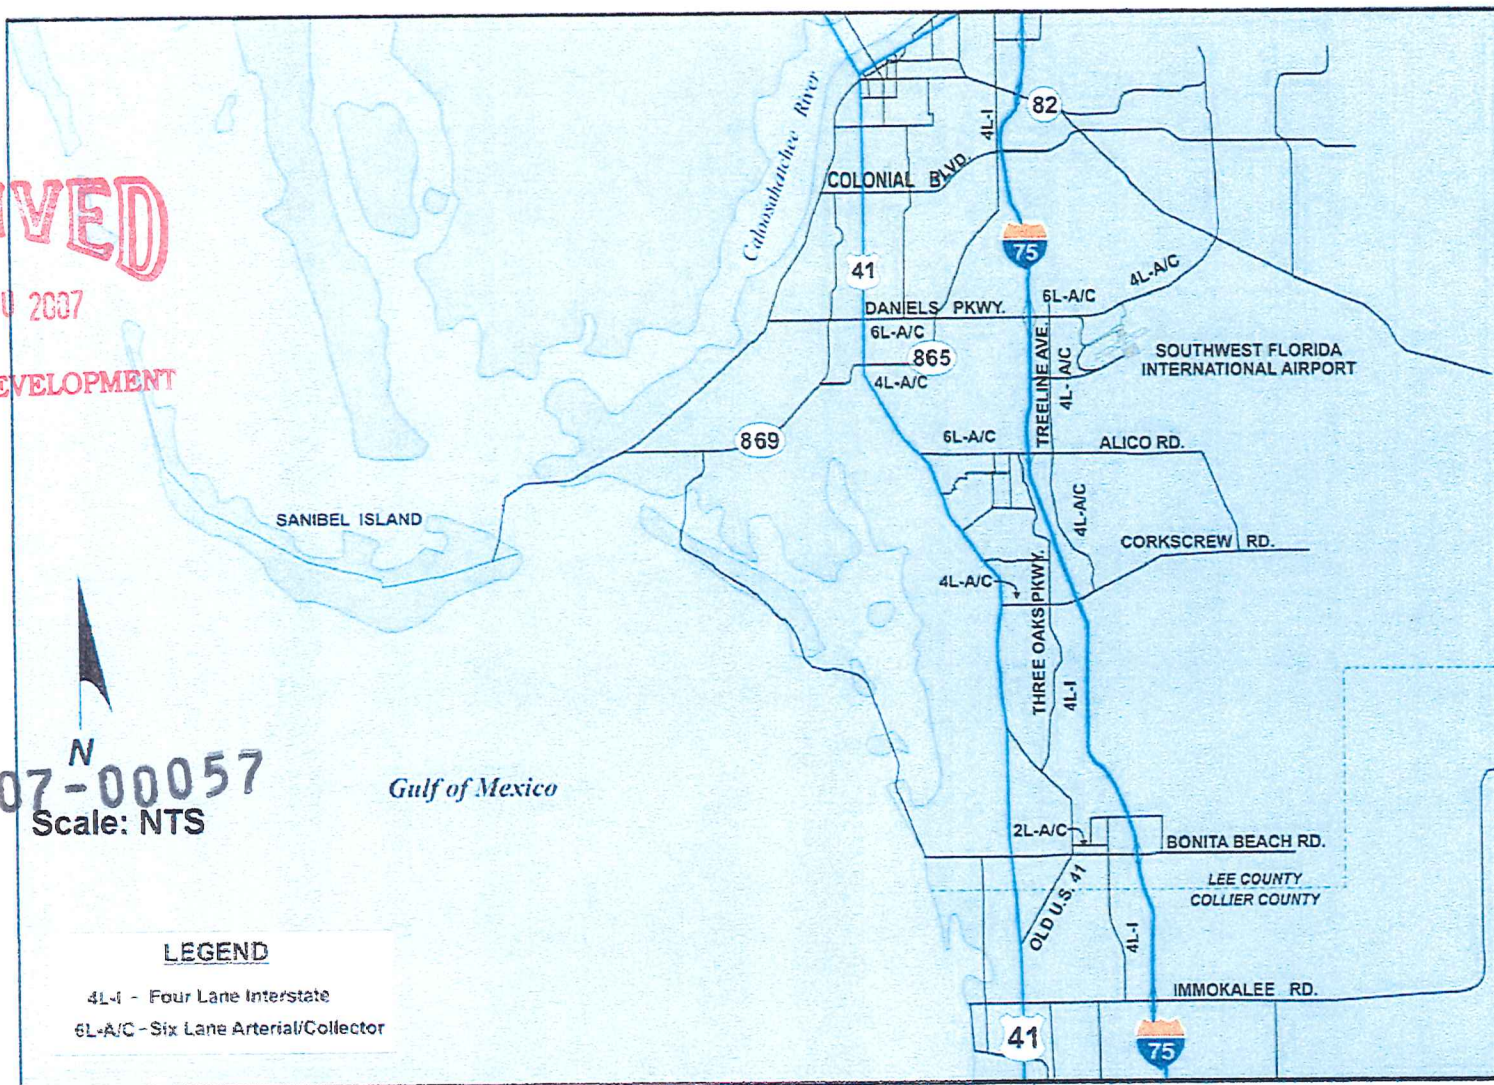 82
4L-I
Caloosahatchee River
COLONIAL BLVD.
IVED
75
41
4L-A/C
0 2007
6L-A/C
DANIELS PKWY.
6L-A/C
TREELINE AVE.
865
4L-A/C
SOUTHWEST FLORIDA
INTERNATIONAL AIRPORT
4L-A/C
EVELOPMENT
869
6L-A/C
ALICO RD.
SANIBEL ISLAND
4L-A/C
CORKSCREW RD.
4L-A/C
THREE OAKS PKWY.
4L-I
N
07-00057
Scale: NTS
Gulf of Mexico
2L-A/C
BONITA BEACH RD.
LEE COUNTY
COLLIER COUNTY
OLD U.S. 41
4L-I
IMMOKALEE RD.
41
75
LEGEND
4L-I - Four Lane Interstate
6L-A/C - Six Lane Arterial/Collector